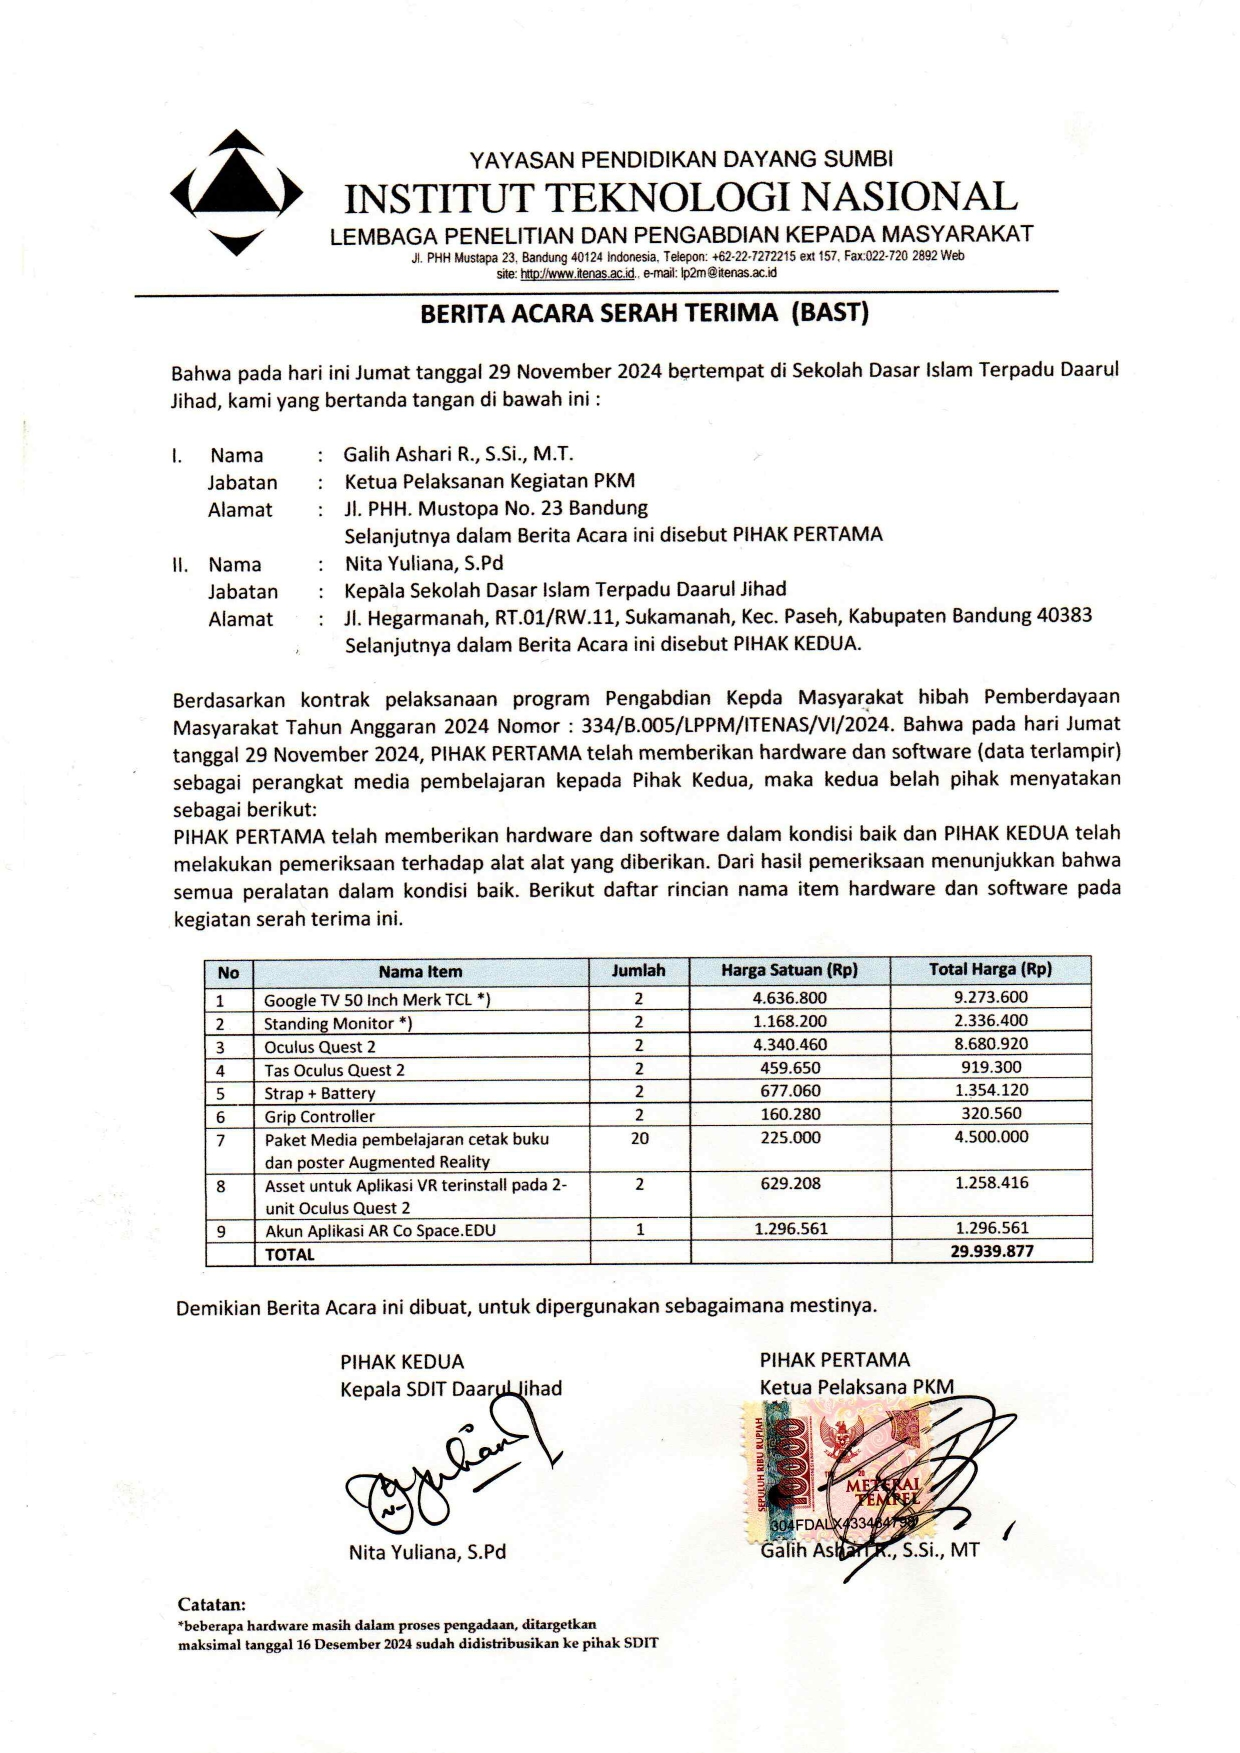 YAYASAN PENDIDIKAN DAYANG SUMBI
INSTITUT TEKNOLOGI NASIONAL
LEMBAGA PENELITIAN DAN PENGABDIAN KEPADA MASYARAKAT
Jl. PHH Mustapa 23, Bandung 40124 Indonesia, Telepon: +62-22-7272215 ext 157, Fax:022-720 2892 Web
site: http://www.itenas.ac.id., e-mail: lp2m@itenas.ac.id
BERITA ACARA SERAH TERIMA (BAST)
Bahwa pada hari ini Jumat tanggal 29 November 2024 bertempat di Sekolah Dasar Islam Terpadu Daarul
Jihad, kami yang bertanda tangan di bawah ini :
I. Nama : Galih Ashari R., S.Si., M.T.
Jabatan : Ketua Pelaksanan Kegiatan PKM
Alamat : Jl. PHH. Mustopa No. 23 Bandung
Selanjutnya dalam Berita Acara ini disebut PIHAK PERTAMA
II. Nama : Nita Yuliana, S.Pd
Jabatan : Kepala Sekolah Dasar Islam Terpadu Daarul Jihad
Alamat : Jl. Hegarmanah, RT.01/RW.11, Sukamanah, Kec. Paseh, Kabupaten Bandung 40383
Selanjutnya dalam Berita Acara ini disebut PIHAK KEDUA.
Berdasarkan kontrak pelaksanaan program Pengabdian Kepda Masyarakat hibah Pemberdayaan
Masyarakat Tahun Anggaran 2024 Nomor : 334/B.005/LPPM/ITENAS/VI/2024. Bahwa pada hari Jumat
tanggal 29 November 2024, PIHAK PERTAMA telah memberikan hardware dan software (data terlampir)
sebagai perangkat media pembelajaran kepada Pihak Kedua, maka kedua belah pihak menyatakan
sebagai berikut:
PIHAK PERTAMA telah memberikan hardware dan software dalam kondisi baik dan PIHAK KEDUA telah
melakukan pemeriksaan terhadap alat alat yang diberikan. Dari hasil pemeriksaan menunjukkan bahwa
semua peralatan dalam kondisi baik. Berikut daftar rincian nama item hardware dan software pada
kegiatan serah terima ini.
No Nama Item Jumlah Harga Satuan (Rp) Total Harga (Rp)
1 Google TV 50 Inch Merk TCL *) 2 4.636.800 9.273.600
2 Standing Monitor *) 2 1.168.200 2.336.400
3 Oculus Quest 2 2 4.340.460 8.680.920
4 Tas Oculus Quest 2 2 459.650 919.300
5 Strap + Battery 2 677.060 1.354.120
6 Grip Controller 2 160.280 320.560
7 Paket Media pembelajaran cetak buku 20 225.000 4.500.000
dan poster Augmented Reality
8 Asset untuk Aplikasi VR terinstall pada 2- 2 629.208 1.258.416
unit Oculus Quest 2
9 Akun Aplikasi AR Co Space.EDU 1 1.296.561 1.296.561
TOTAL 29.939.877
Demikian Berita Acara ini dibuat, untuk dipergunakan sebagaimana mestinya.
PIHAK KEDUA
Kepala SDIT Daarul Jihad
Nita Yuliana, S.Pd
PIHAK PERTAMA
Ketua Pelaksana PKM
SEPULUH RIBU RUPIAH
10000
METERAI
TEMPEL
Galih Ashari R., S.Si., MT
Catatan:
*beberapa hardware masih dalam proses pengadaan, ditargetkan
maksimal tanggal 16 Desember 2024 sudah didistribusikan ke pihak SDIT